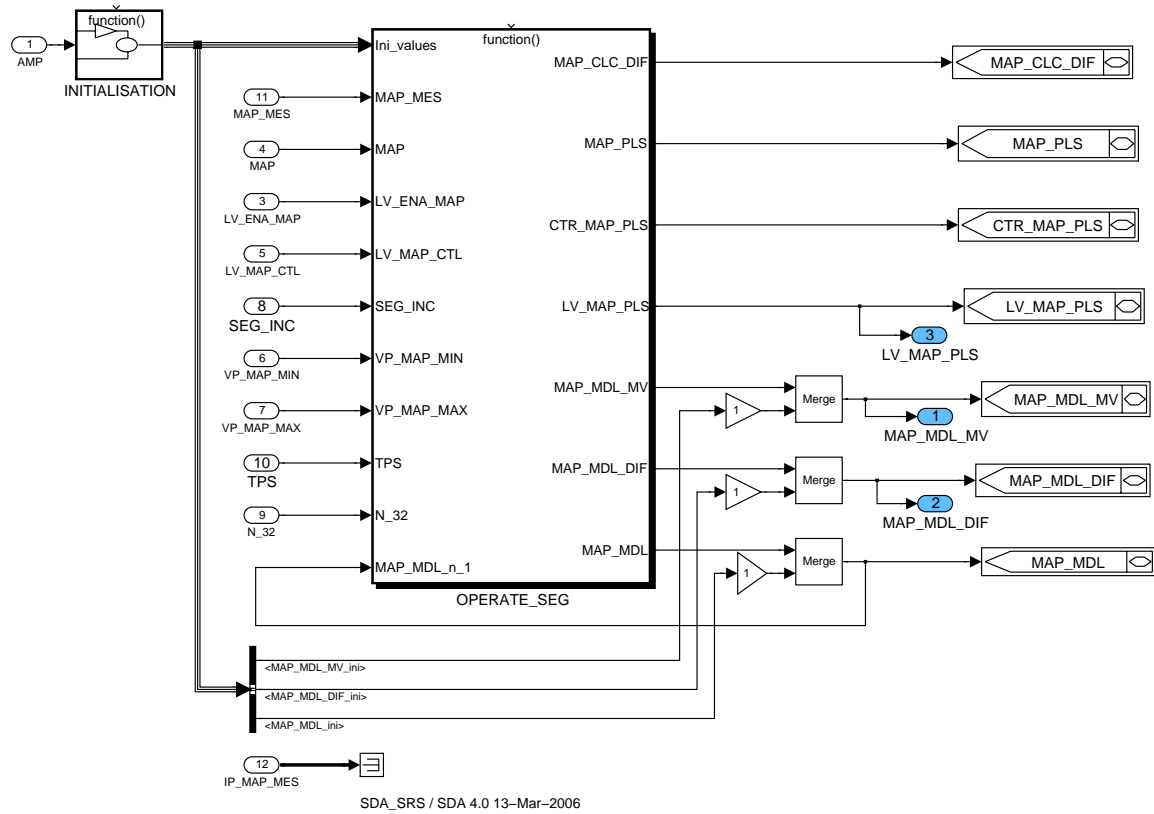 function()
1
AMP
INITIALISATION
function()
Ini_values
MAP_CLC_DIF
MAP_CLC_DIF
11
MAP_MES
MAP_MES
4
MAP
MAP
MAP_PLS
MAP_PLS
3
LV_ENA_MAP
LV_ENA_MAP
CTR_MAP_PLS
CTR_MAP_PLS
5
LV_MAP_CTL
LV_MAP_CTL
8
SEG_INC
SEG_INC
LV_MAP_PLS
LV_MAP_PLS
3
LV_MAP_PLS
6
VP_MAP_MIN
VP_MAP_MIN
MAP_MDL_MV
1
Merge
MAP_MDL_MV
1
MAP_MDL_MV
7
VP_MAP_MAX
VP_MAP_MAX
10
TPS
TPS
MAP_MDL_DIF
1
Merge
MAP_MDL_DIF
2
MAP_MDL_DIF
9
N_32
N_32
MAP_MDL
1
Merge
MAP_MDL
MAP_MDL_n_1
OPERATE_SEG
<MAP_MDL_MV_ini>
<MAP_MDL_DIF_ini>
<MAP_MDL_ini>
12
IP_MAP_MES
SDA_SRS / SDA 4.0 13−Mar−2006